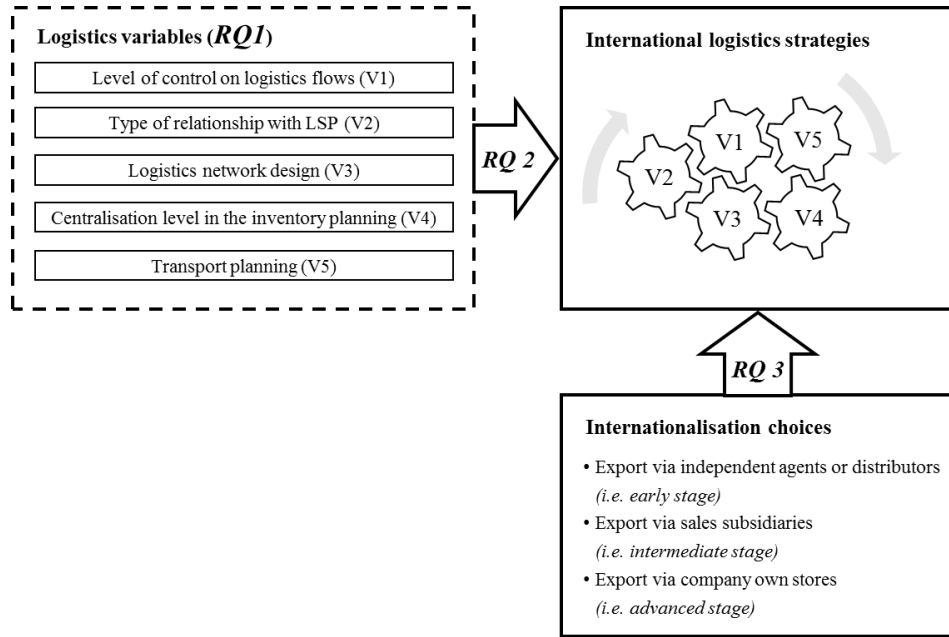 Logistics variables (RQ1)
Level of control on logistics flows (V1)
Type of relationship with LSP (V2)
Logistics network design (V3)
Centralisation level in the inventory planning (V4)
Transport planning (V5)
RQ 2
International logistics strategies
V1
V5
V2
V3
V4
RQ 3
Internationalisation choices
• Export via independent agents or distributors
(i.e. early stage)
• Export via sales subsidiaries
(i.e. intermediate stage)
• Export via company own stores
(i.e. advanced stage)